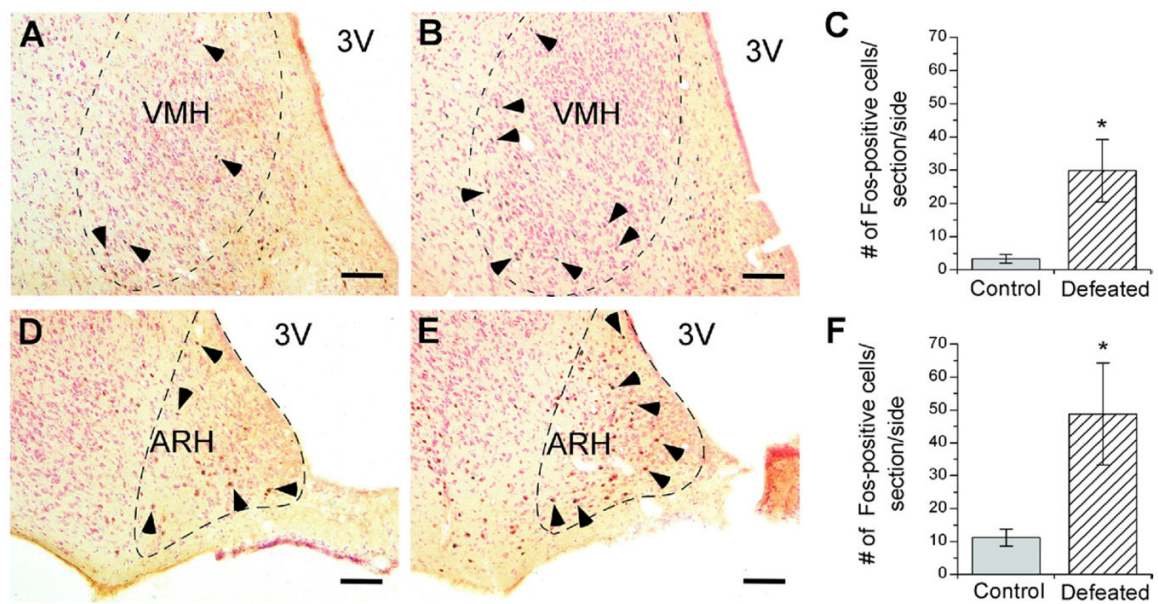 A
3V
VMH
B
3V
VMH
C
# of Fos-positive cells/
section/side
70
60
50
40
30
20
10
0
*
Control
Defeated
D
3V
ARH
E
3V
ARH
F
# of Fos-positive cells/
section/side
70
60
50
40
30
20
10
0
*
Control
Defeated